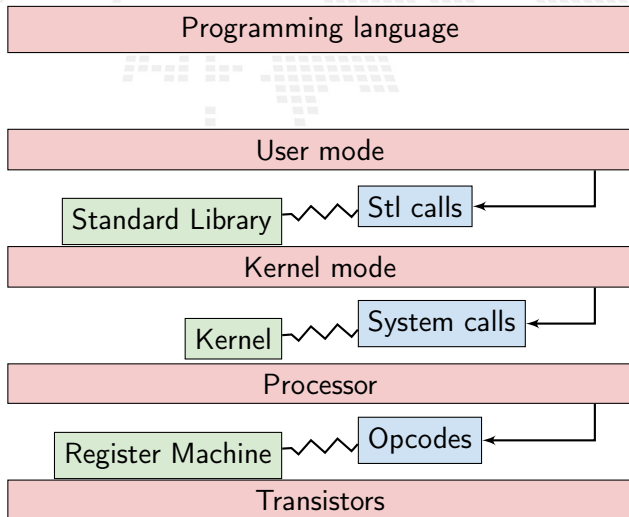 Programming language
User mode
Stl calls
Standard Library
Kernel mode
System calls
Kernel
Processor
Opcodes
Register Machine
Transistors